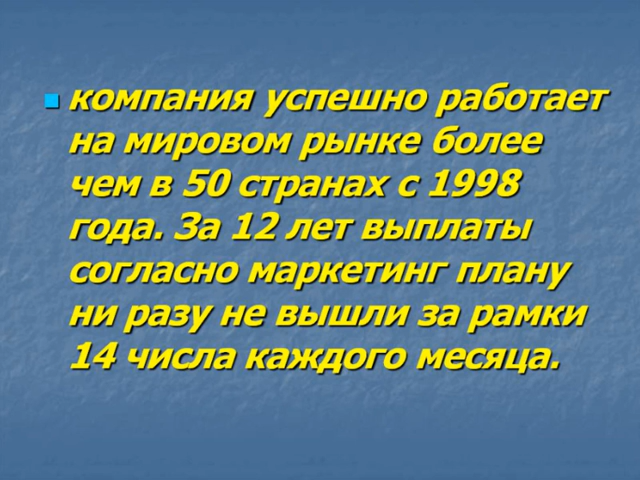 компания успешно работает
на мировом рынке более
чем в 50 странах с 1998
года. За 12 лет выплаты
согласно маркетинг плану
ни разу не вышли за рамки
14 числа каждого месяца.